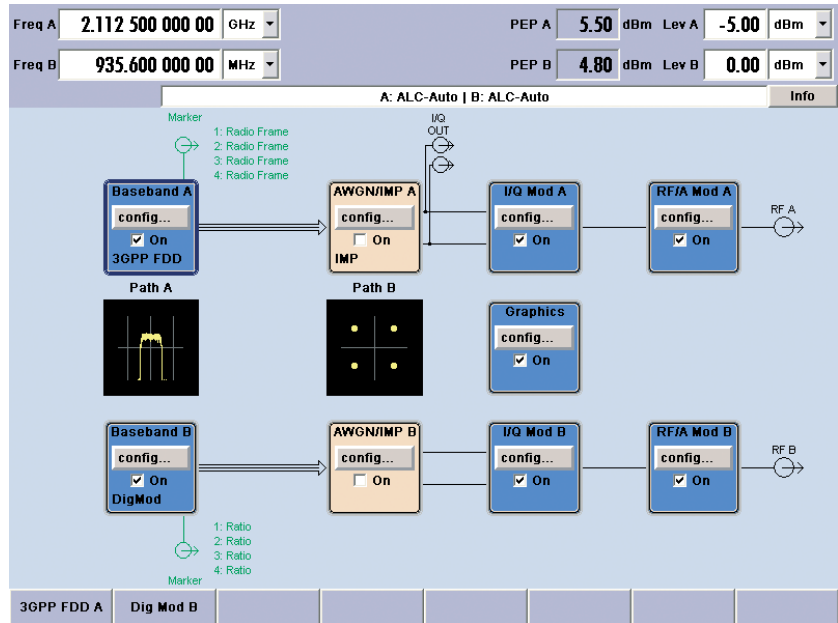 Freq A 2.112 500 000 00 GHz PEP A 5.50 dBm Lev A -5.00 dBm
Freq B 935.600 000 00 MHz PEP B 4.80 dBm Lev B 0.00 dBm
A: ALC-Auto | B: ALC-Auto Info
Marker
1: Radio Frame
2: Radio Frame
3: Radio Frame
4: Radio Frame
I/Q
OUT
Baseband A
config...
On
3GPP FDD
AWGN/IMP A
config...
On
IMP
I/Q Mod A
config...
On
RF/A Mod A
config...
On
RF A
Path A
Path B
Graphics
config...
On
Baseband B
config...
On
DigMod
AWGN/IMP B
config...
On
I/Q Mod B
config...
On
RF/A Mod B
config...
On
RF B
1: Ratio
2: Ratio
3: Ratio
4: Ratio
Marker
3GPP FDD A Dig Mod B